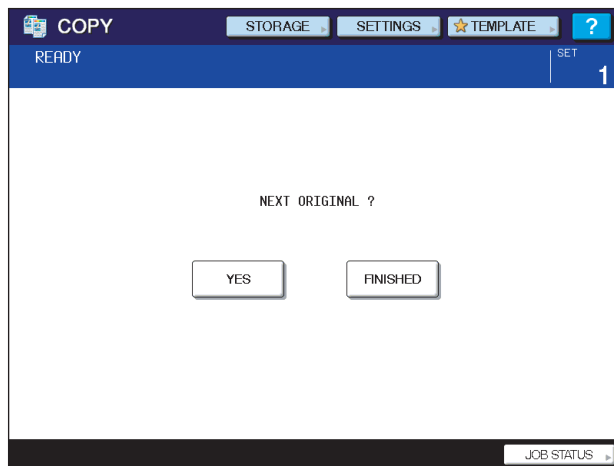 COPY STORAGE SETTINGS TEMPLATE ?
READY SET
1
NEXT ORIGINAL ?
YES FINISHED
JOB STATUS